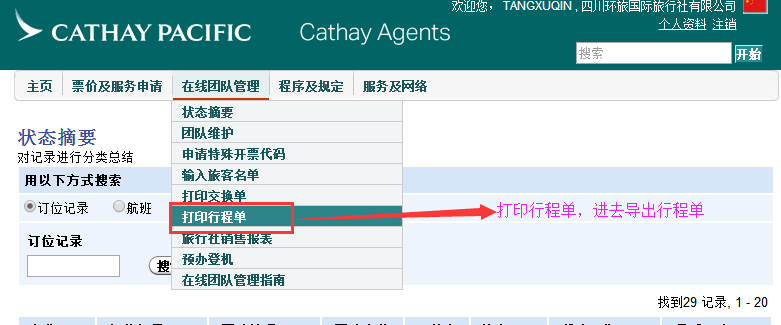 欢迎您， TANGXUQIN , 四川环旅国际旅行社有限公司
个人资料 注销
CATHAY PACIFIC
Cathay Agents
搜索 开始
主页 票价及服务申请 在线团队管理 程序及规定 服务及网络
状态摘要
团队维护
申请特殊开票代码
输入旅客名单
打印交换单
打印行程单
旅行社销售报表
预办登机
在线团队管理指南
状态摘要
对记录进行分类总结
用以下方式搜索
订位记录 航班
打印行程单，进去导出行程单
订位记录
找到29 记录, 1 - 20